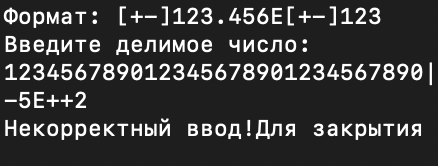 Формат: [+-]123.456E[+-]123
Введите делимое число:
123456789012345678901234567890|
-5E++2
Некорректный ввод!Для закрытия